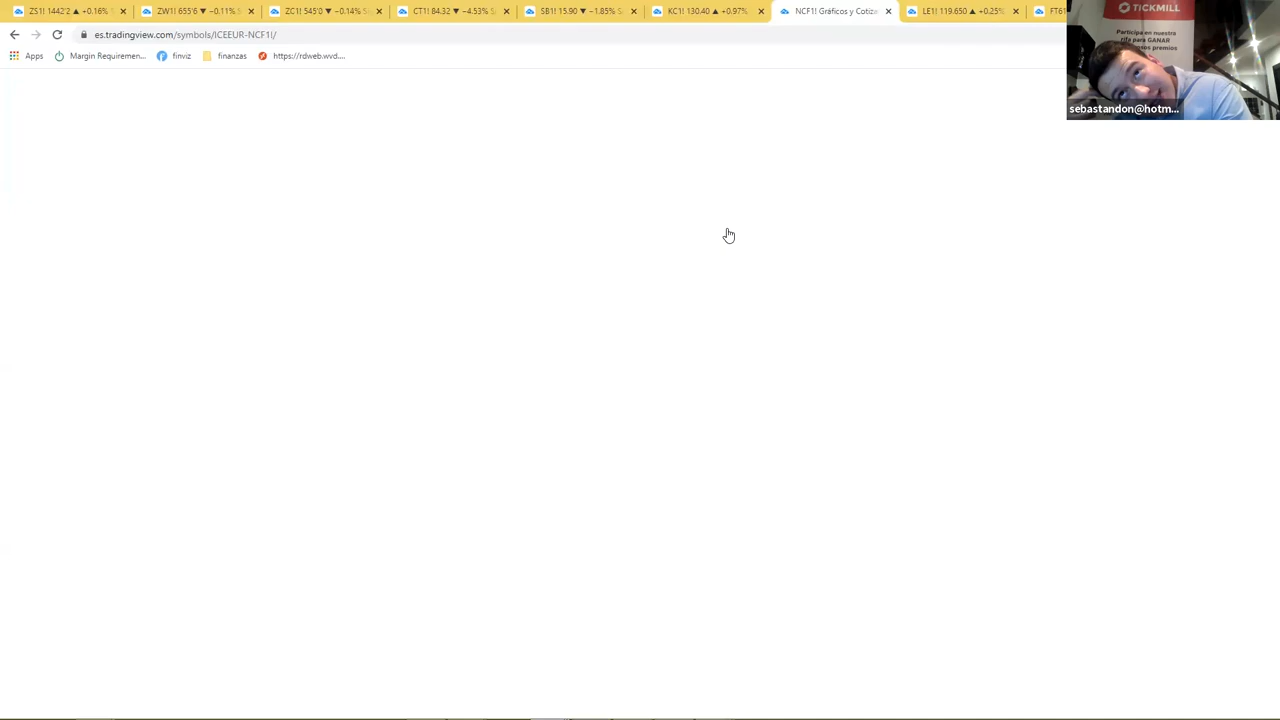 ZS1! 1442'2 ▲ +0.16%
ZW1! 655'6 ▼ −0.11%
ZC1! 545'0 ▼ −0.14%
CT1! 84.32 ▼ −4.53%
SB1! 15.90 ▼ −1.85%
KC1! 130.40 ▲ +0.97%
NCF1! Gráficos y Cotiz
LE1! 119.650 ▲ +0.25%
FT61
es.tradingview.com/symbols/ICEEUR-NCF1!/
Apps
Margin Requiremen...
finviz
finanzas
https://rdweb.wvd....
TICKMILL
Participa en nuestra
rifa para GANAR
premios
sebastandon@hotm...